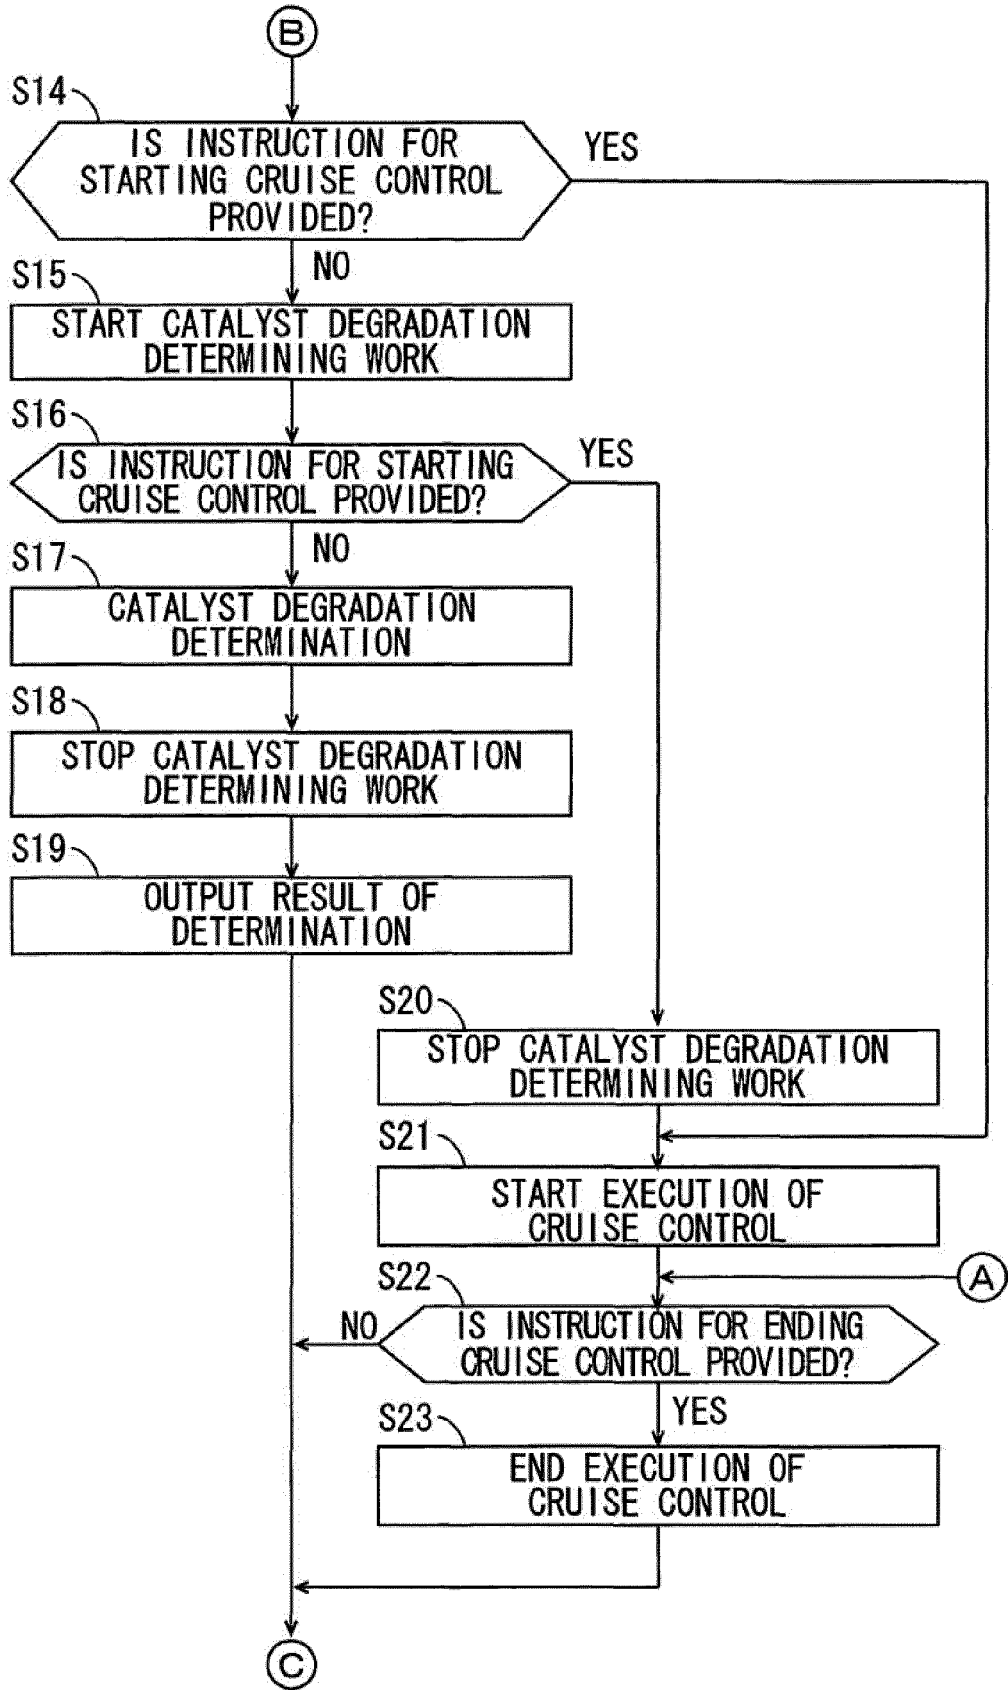 B
S14
IS INSTRUCTION FOR
STARTING CRUISE CONTROL
PROVIDED?
YES
NO
S15
START CATALYST DEGRADATION
DETERMINING WORK
S16
IS INSTRUCTION FOR STARTING
CRUISE CONTROL PROVIDED?
YES
NO
S17
CATALYST DEGRADATION
DETERMINATION
S18
STOP CATALYST DEGRADATION
DETERMINING WORK
S19
OUTPUT RESULT OF
DETERMINATION
S20
STOP CATALYST DEGRADATION
DETERMINING WORK
S21
START EXECUTION OF
CRUISE CONTROL
A
S22
NO
IS INSTRUCTION FOR ENDING
CRUISE CONTROL PROVIDED?
YES
S23
END EXECUTION OF
CRUISE CONTROL
C